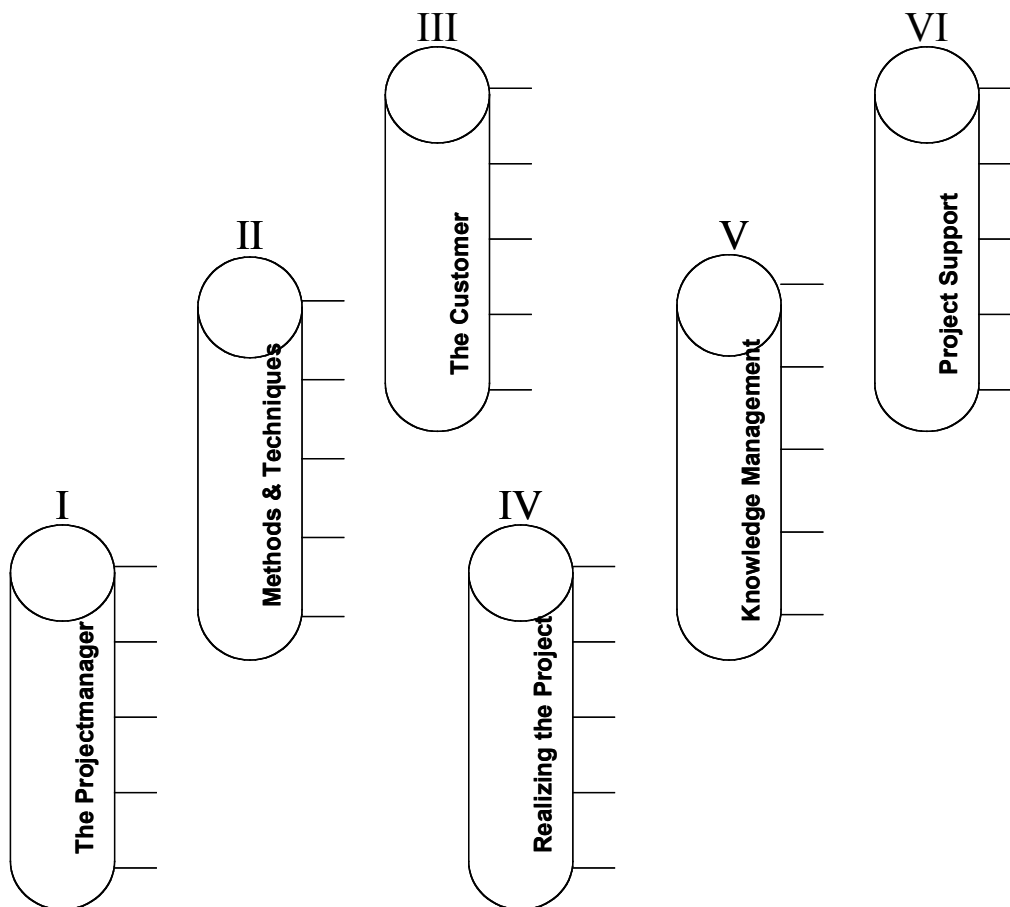 I
The Projectmanager
II
Methods & Techniques
III
The Customer
IV
Realizing the Project
V
Knowledge Management
VI
Project Support